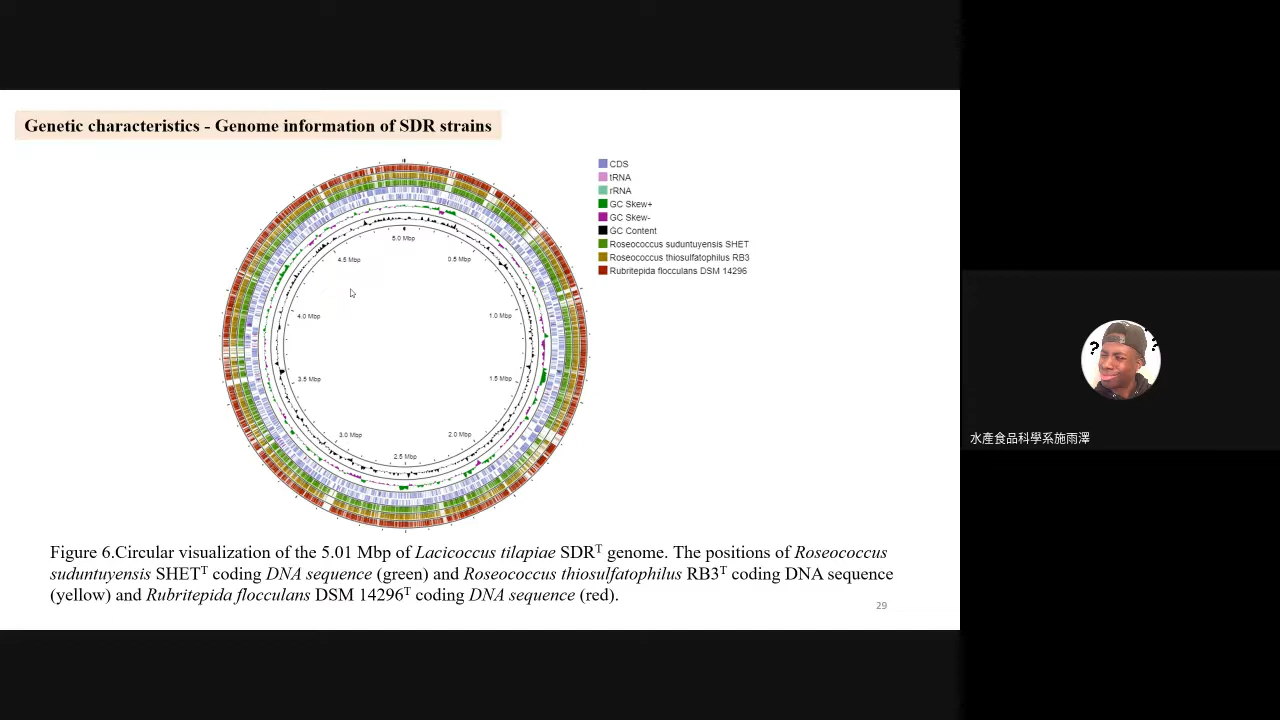 Genetic characteristics - Genome information of SDR strains
CDS
tRNA
rRNA
GC Skew+
GC Skew-
GC Content
Roseococcus suduntuyensis SHET
Roseococcus thiosulfatophilus RB3
Rubritepida flocculans DSM 14296
5.0 Mbp
4.5 Mbp
0.5 Mbp
4.0 Mbp
1.0 Mbp
3.5 Mbp
1.5 Mbp
3.0 Mbp
2.0 Mbp
2.5 Mbp
? ?
水產食品科學系施雨澤
Figure 6.Circular visualization of the 5.01 Mbp of Lacicoccus tilapiae SDRᵀ genome. The positions of Roseococcus
suduntuyensis SHETᵀ coding DNA sequence (green) and Roseococcus thiosulfatophilus RB3ᵀ coding DNA sequence
(yellow) and Rubritepida flocculans DSM 14296ᵀ coding DNA sequence (red).
29